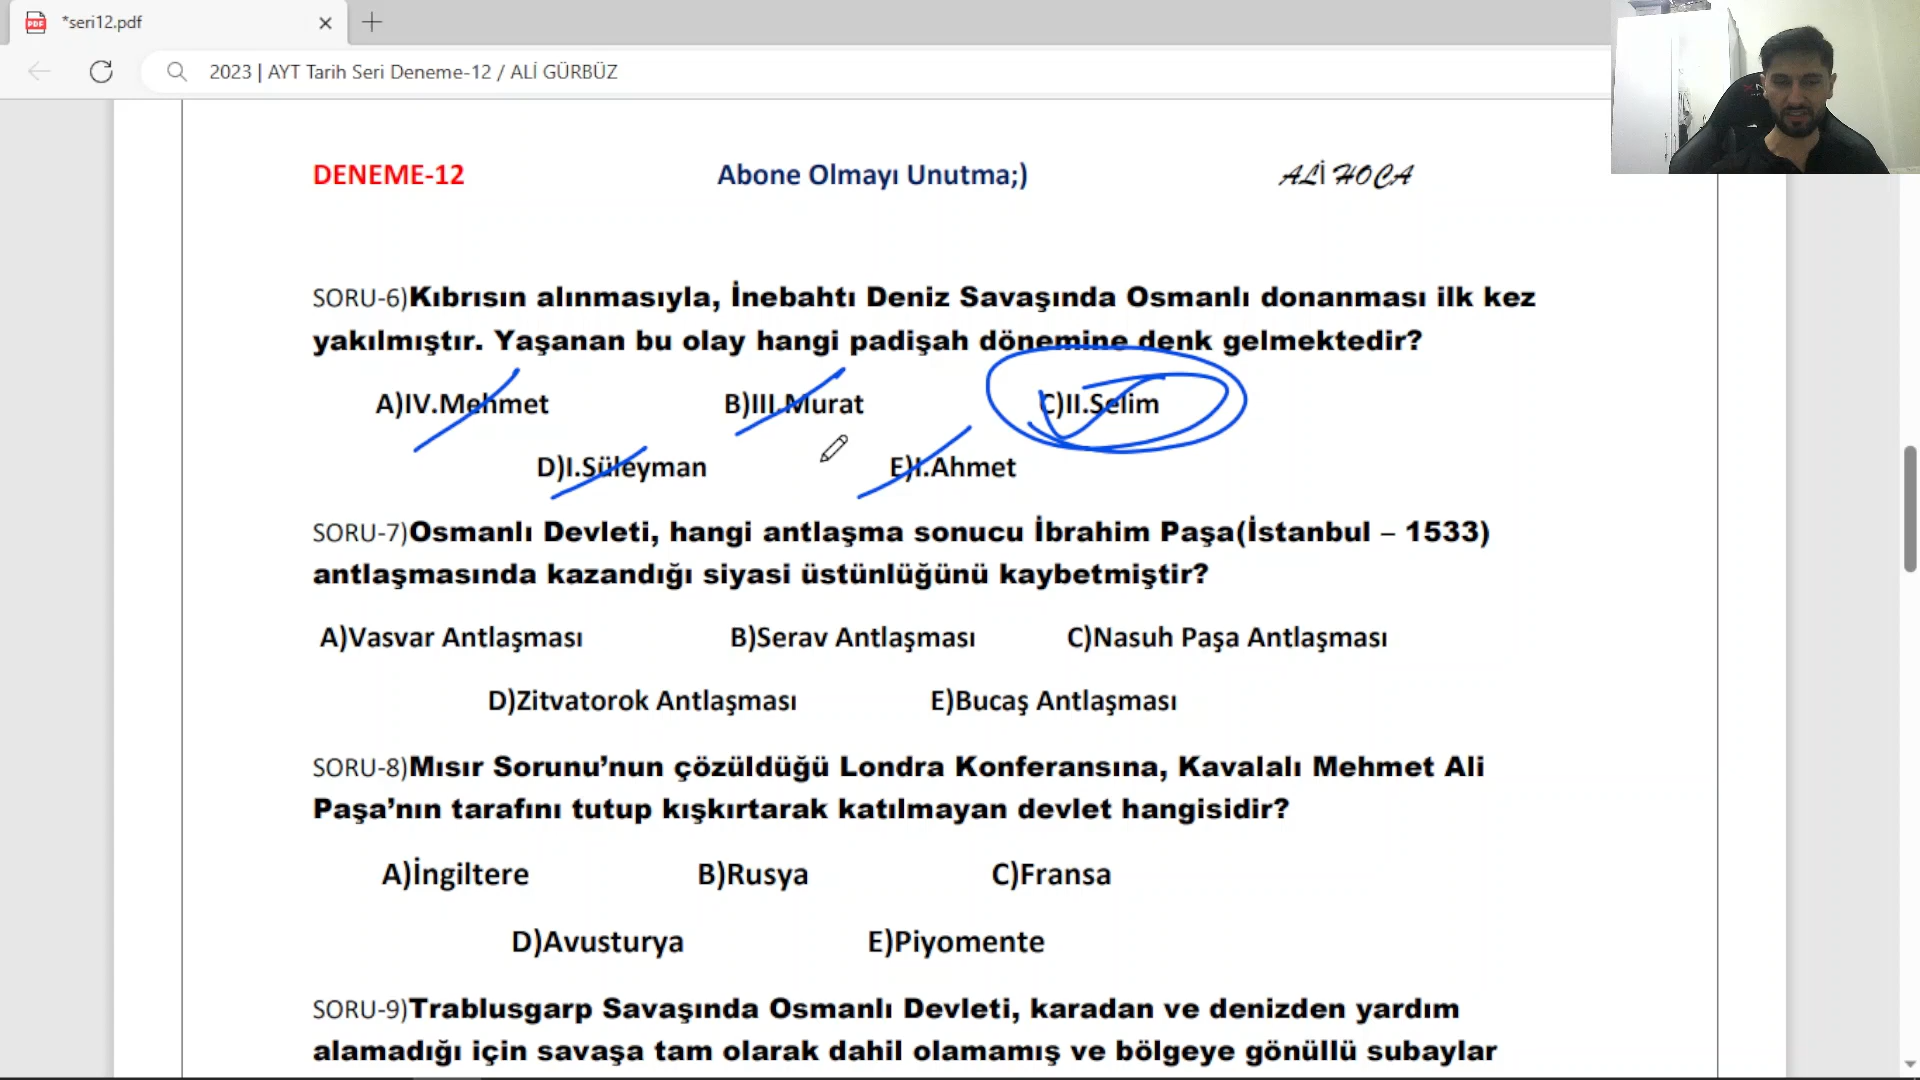 *seri12.pdf
2023 | AYT Tarih Seri Deneme-12 / ALİ GÜRBÜZ
DENEME-12 Abone Olmayı Unutma;) ALİ HOCA
SORU-6)Kıbrısın alınmasıyla, İnebahtı Deniz Savaşında Osmanlı donanması ilk kez
yakılmıştır. Yaşanan bu olay hangi padişah dönemine denk gelmektedir?
A)IV.Mehmet B)III.Murat C)II.Selim
D)I.Süleyman E)I.Ahmet
SORU-7)Osmanlı Devleti, hangi antlaşma sonucu İbrahim Paşa(İstanbul – 1533)
antlaşmasında kazandığı siyasi üstünlüğünü kaybetmiştir?
A)Vasvar Antlaşması B)Serav Antlaşması C)Nasuh Paşa Antlaşması
D)Zitvatorok Antlaşması E)Bucaş Antlaşması
SORU-8)Mısır Sorunu’nun çözüldüğü Londra Konferansına, Kavalalı Mehmet Ali
Paşa’nın tarafını tutup kışkırtarak katılmayan devlet hangisidir?
A)İngiltere B)Rusya C)Fransa
D)Avusturya E)Piyomente
SORU-9)Trablusgarp Savaşında Osmanlı Devleti, karadan ve denizden yardım
alamadığı için savaşa tam olarak dahil olamamış ve bölgeye gönüllü subaylar